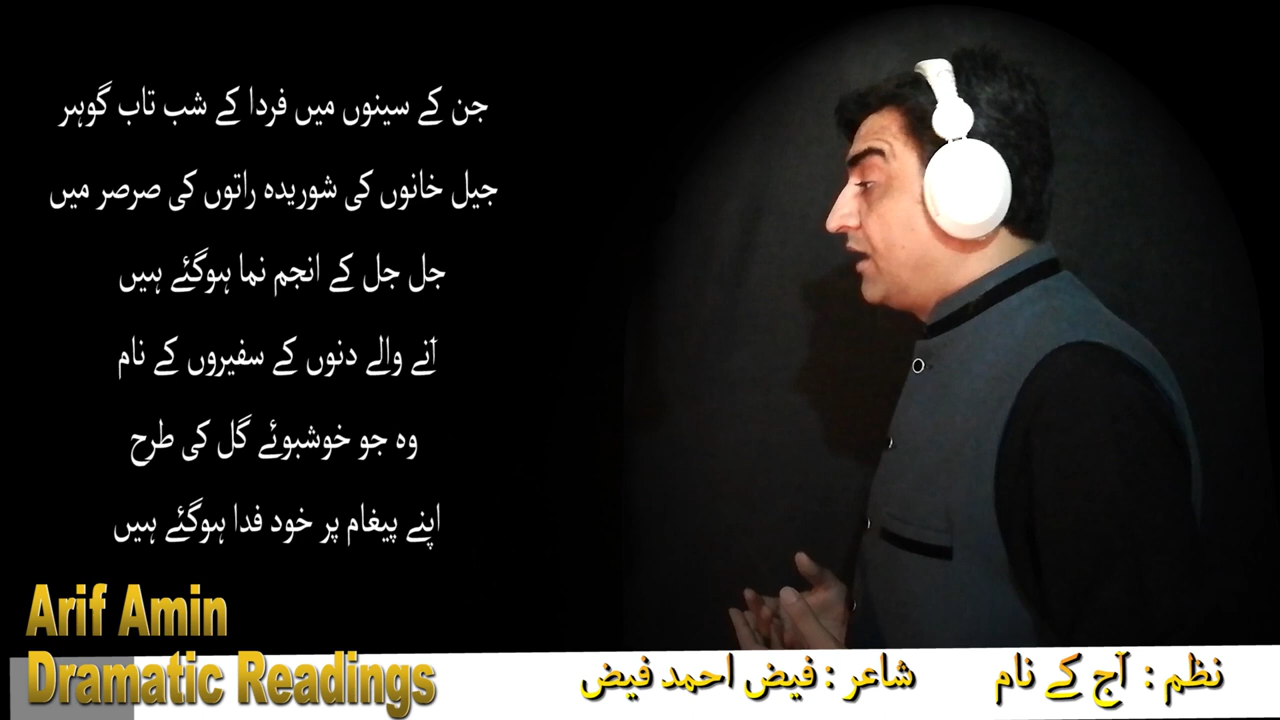 جن کے سینوں میں فردا کے شب تاب گوہر
جیل خانوں کی شوریدہ راتوں کی صرصر میں
جل جل کے انجم نما ہوگئے ہیں
آنے والے دنوں کے سفیروں کے نام
وہ جو خوشبوئے گل کی طرح
اپنے پیغام پر خود فدا ہوگئے ہیں
Arif Amin
Dramatic Readings
نظم : آج کے نام شاعر : فیض احمد فیض